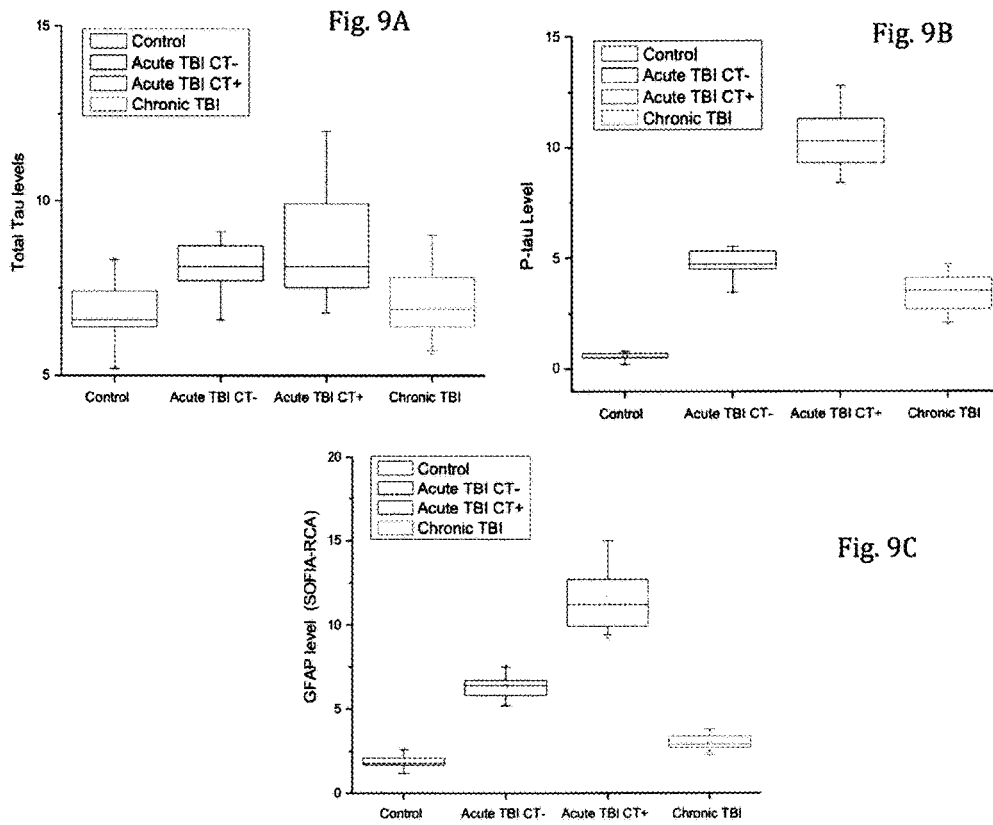 Fig. 9A
15
10
5
Total Tau levels
Control
Acute TBI CT-
Acute TBI CT+
Chronic TBI
Control
Acute TBI CT-
Acute TBI CT+
Chronic TBI
Fig. 9B
15
10
5
0
P-tau Level
Control
Acute TBI CT-
Acute TBI CT+
Chronic TBI
Control
Acute TBI CT-
Acute TBI CT+
Chronic TBI
Fig. 9C
20
15
10
5
0
GFAP level (SOFIA-RCA)
Control
Acute TBI CT-
Acute TBI CT+
Chronic TBI
Control
Acute TBI CT-
Acute TBI CT+
Chronic TBI